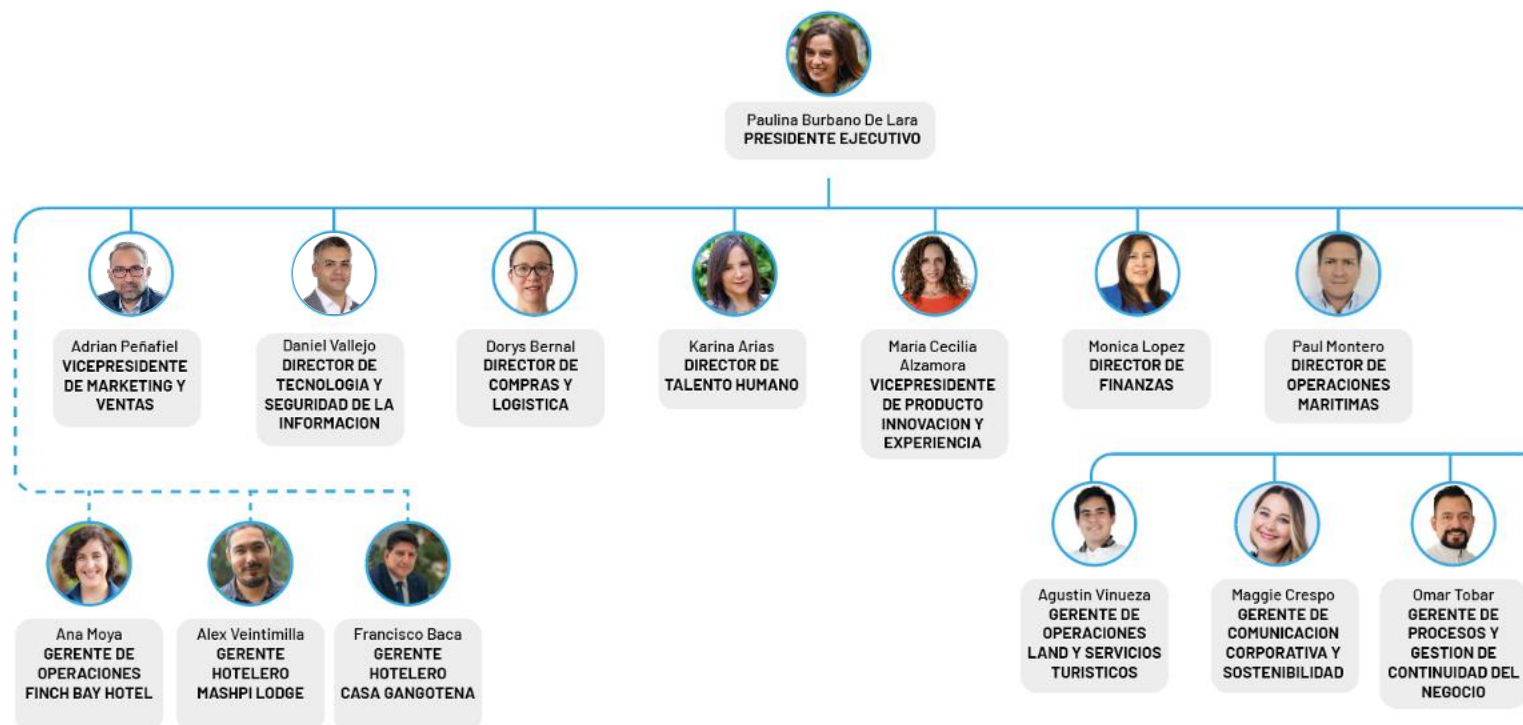 Paulina Burbano De Lara
PRESIDENTE EJECUTIVO
Adrian Peñafiel
VICEPRESIDENTE
DE MARKETING Y
VENTAS
Daniel Vallejo
DIRECTOR DE
TECNOLOGIA Y
SEGURIDAD DE LA
INFORMACION
Dorys Bernal
DIRECTOR DE
COMPRAS Y
LOGISTICA
Karina Arias
DIRECTOR DE
TALENTO HUMANO
María Cecilia
Alzamora
VICEPRESIDENTE
DE PRODUCTO
INNOVACION Y
EXPERIENCIA
Monica Lopez
DIRECTOR DE
FINANZAS
Paul Montero
DIRECTOR DE
OPERACIONES
MARITIMAS
Ana Moya
GERENTE DE
OPERACIONES
FINCH BAY HOTEL
Alex Veintimilla
GERENTE
HOTELERO
MASHPI LODGE
Francisco Baca
GERENTE
HOTELERO
CASA GANGOTENA
Agustin Vinueza
GERENTE DE
OPERACIONES
LAND Y SERVICIOS
TURISTICOS
Maggie Crespo
GERENTE DE
COMUNICACION
CORPORATIVA Y
SOSTENIBILIDAD
Omar Tobar
GERENTE DE
PROCESOS Y
GESTION DE
CONTINUIDAD DEL
NEGOCIO